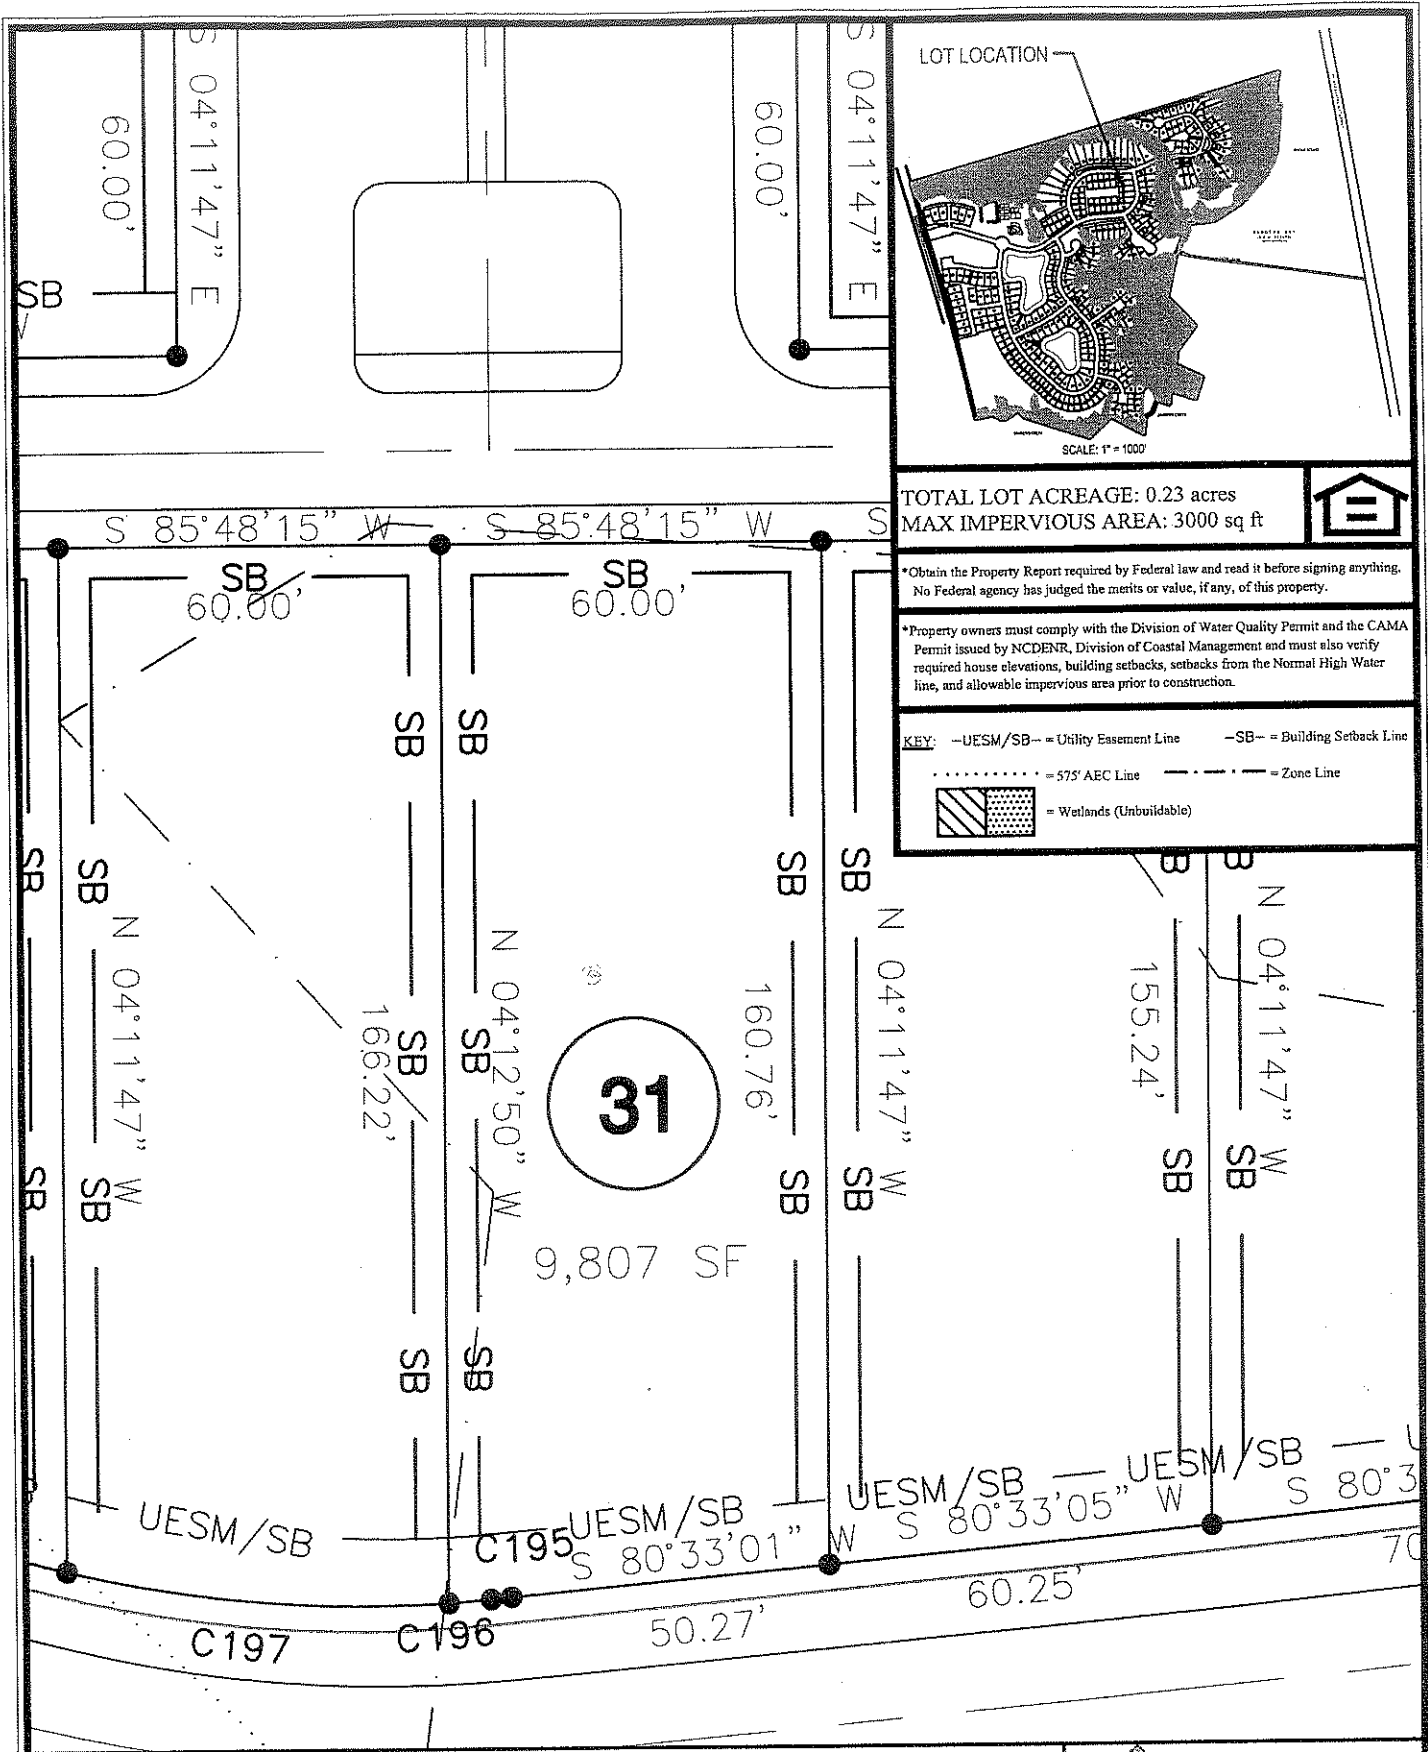 S 04°11'47" E
60.00'
60.00'
S 04°11'47" E
SB
LOT LOCATION
SCALE: 1" = 1000'
TOTAL LOT ACREAGE: 0.23 acres
MAX IMPERVIOUS AREA: 3000 sq ft
*Obtain the Property Report required by Federal law and read it before signing anything.
No Federal agency has judged the merits or value, if any, of this property.
*Property owners must comply with the Division of Water Quality Permit and the CAMA
Permit issued by NCDENR, Division of Coastal Management and must also verify
required house elevations, building setbacks, setbacks from the Normal High Water
line, and allowable impervious area prior to construction.
KEY: -UESM/SB- = Utility Easement Line -SB- = Building Setback Line
= 575' AEC Line = Zone Line
= Wetlands (Unbuildable)
S 85°48'15" W
S 85°48'15" W
S
SB
60.00'
SB
60.00'
SB
SB
SB
SB
SB
SB
SB
SB
N 04°11'47" W
166.22'
SB
SB
N 04°12'50" W
31
160.76'
N 04°11'47" W
155.24'
N 04°11'47" W
SB
SB
SB
SB
SB
SB
9,807 SF
SB
SB
UESM/SB
UESM/SB
UESM/SB
UESM/SB
U
C195
S 80°33'01" W
S 80°33'05" W
S 80°3
C197
C196
50.27'
60.25'
70